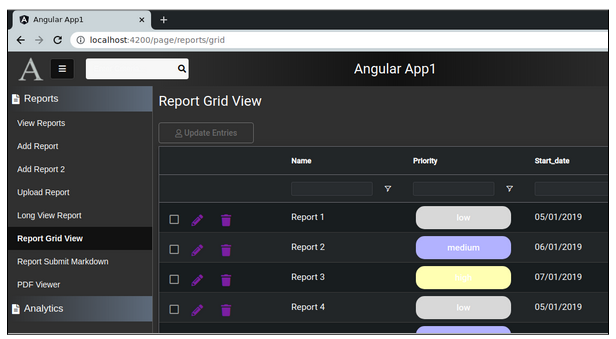 Angular App1
localhost:4200/page/reports/grid
A
Angular App1
Reports
View Reports
Add Report
Add Report 2
Upload Report
Long View Report
Report Grid View
Report Submit Markdown
PDF Viewer
Analytics
Report Grid View
Update Entries
Name Priority Start_date
Report 1 low 05/01/2019
Report 2 medium 06/01/2019
Report 3 07/01/2019
Report 4 low 05/01/2019